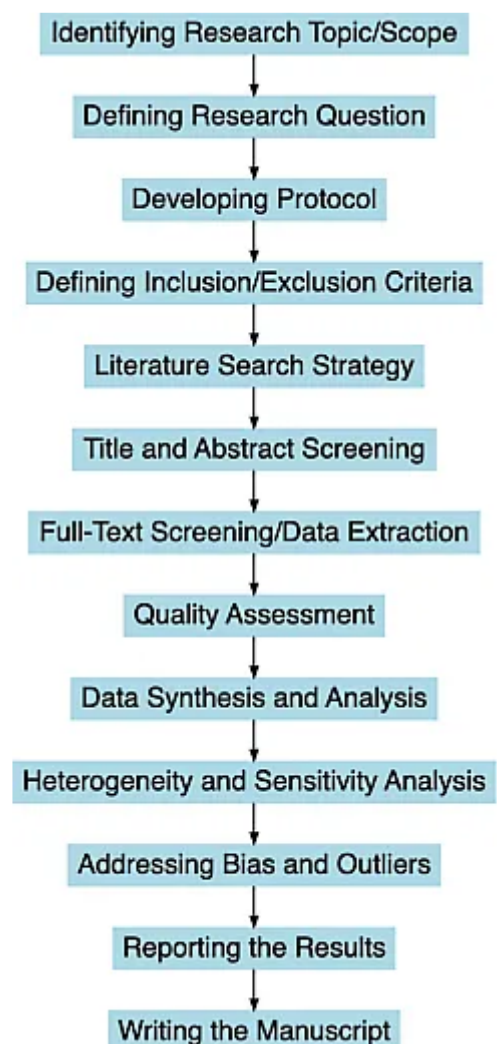 Identifying Research Topic/Scope
Defining Research Question
Developing Protocol
Defining Inclusion/Exclusion Criteria
Literature Search Strategy
Title and Abstract Screening
Full-Text Screening/Data Extraction
Quality Assessment
Data Synthesis and Analysis
Heterogeneity and Sensitivity Analysis
Addressing Bias and Outliers
Reporting the Results
Writing the Manuscript